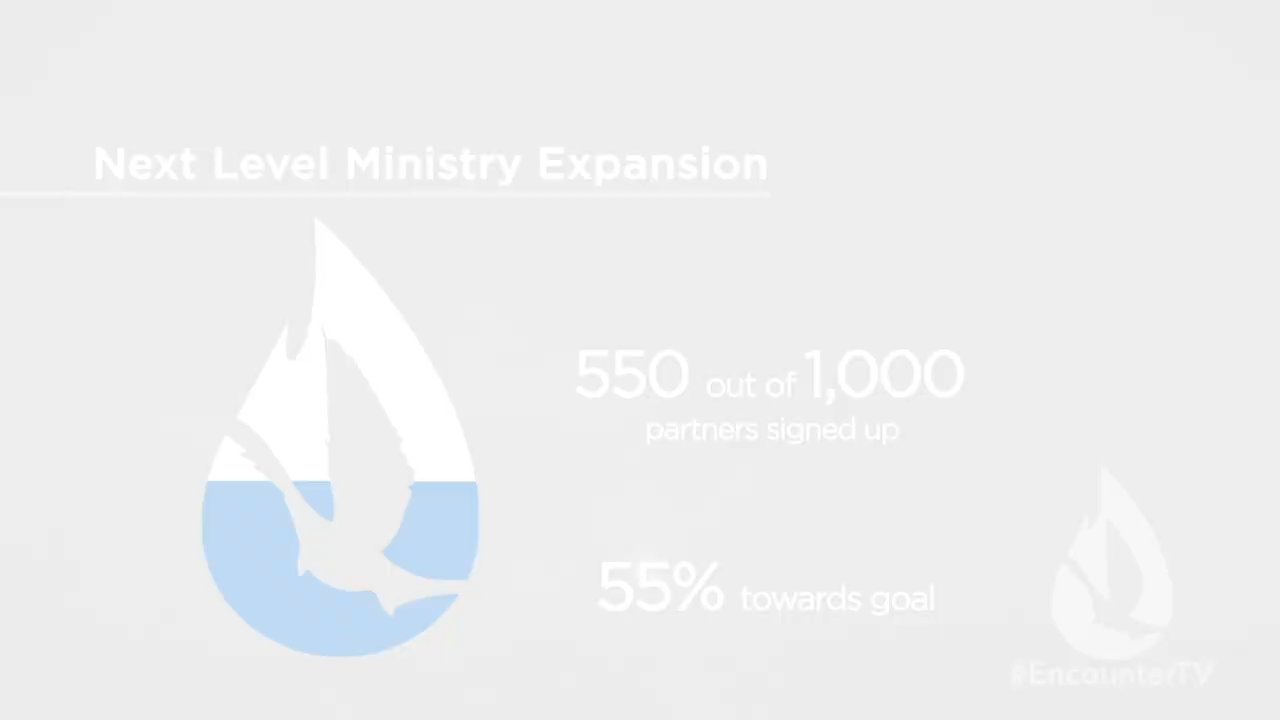 Next Level Ministry Expansion
550 out of 1,000
partners signed up
55% towards goal
#EncounterTV